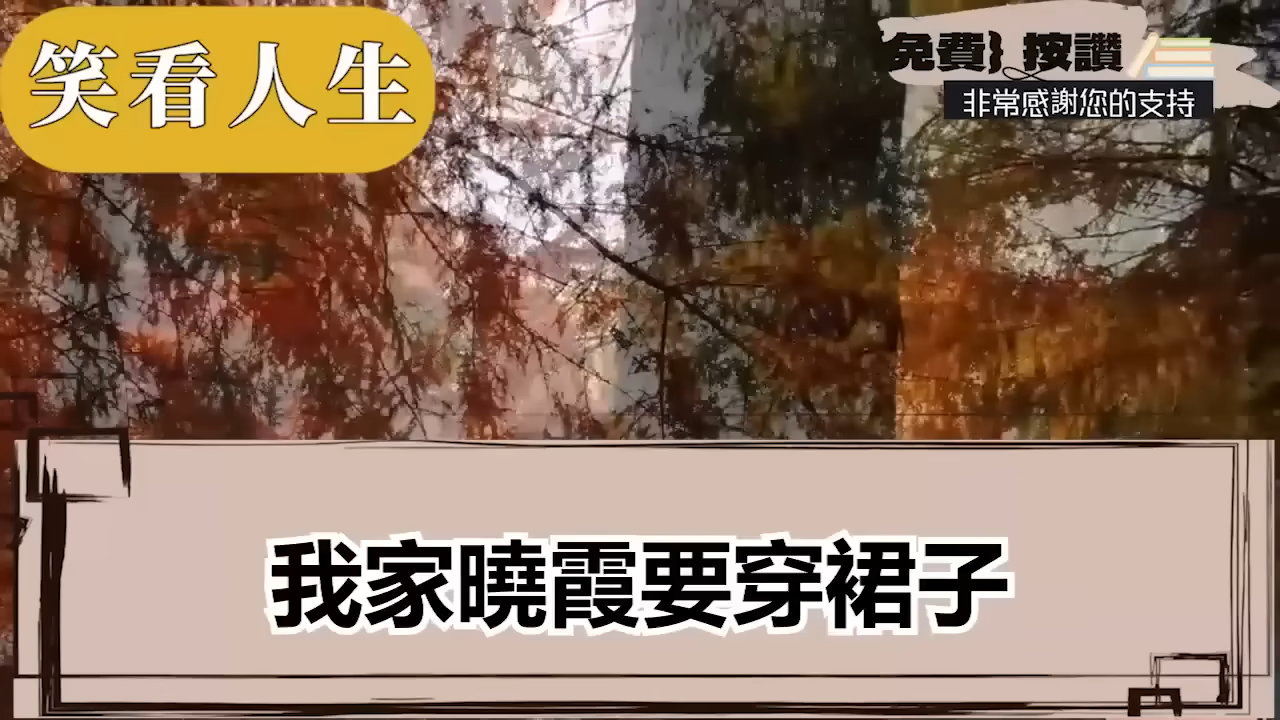 笑看人生
免費 按讚
非常感謝您的支持
我家曉霞要穿裙子